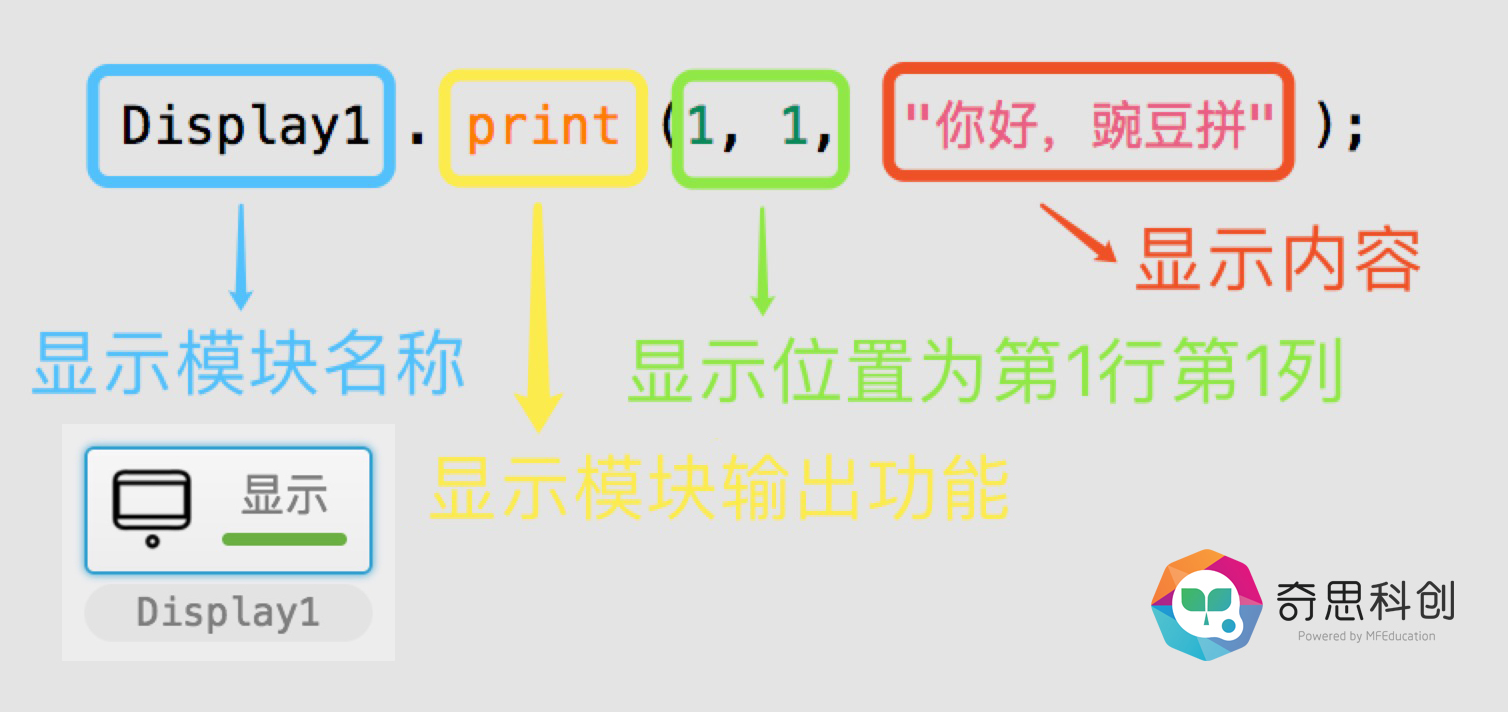 Display1 . print (1, 1, "你好，豌豆拼" );
显示内容
显示模块名称
显示位置为第1行第1列
显示模块输出功能
显示
Display1
奇思科创
Powered by MFEducation